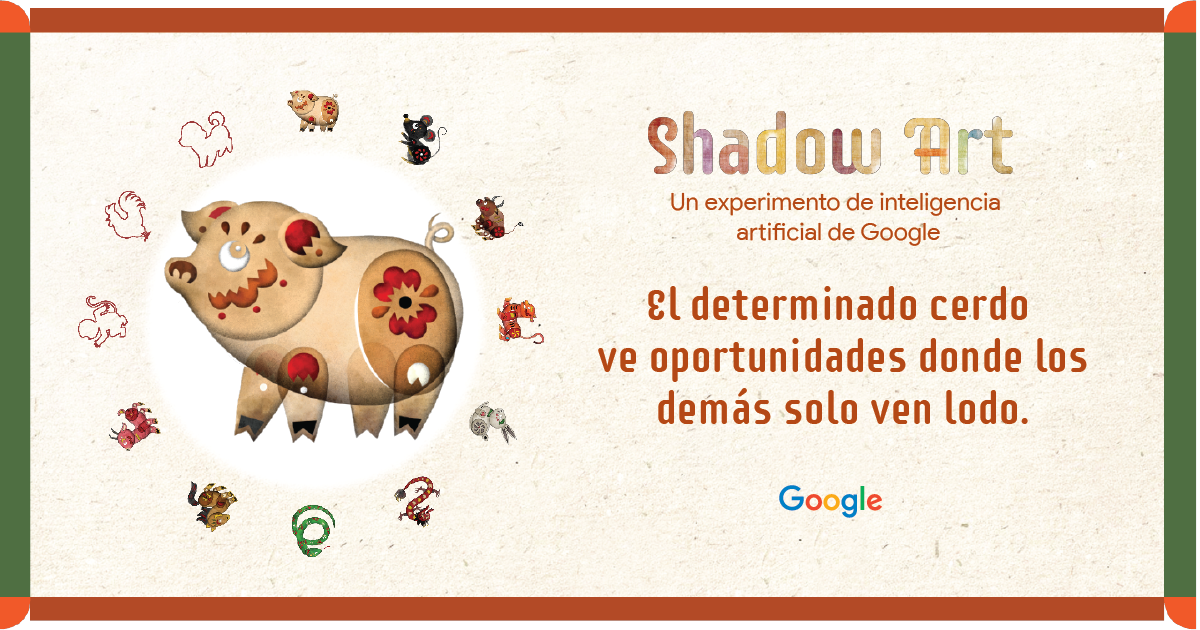 Shadow Art
Un experimento de inteligencia
artificial de Google
El determinado cerdo
ve oportunidades donde los
demás solo ven lodo.
Google